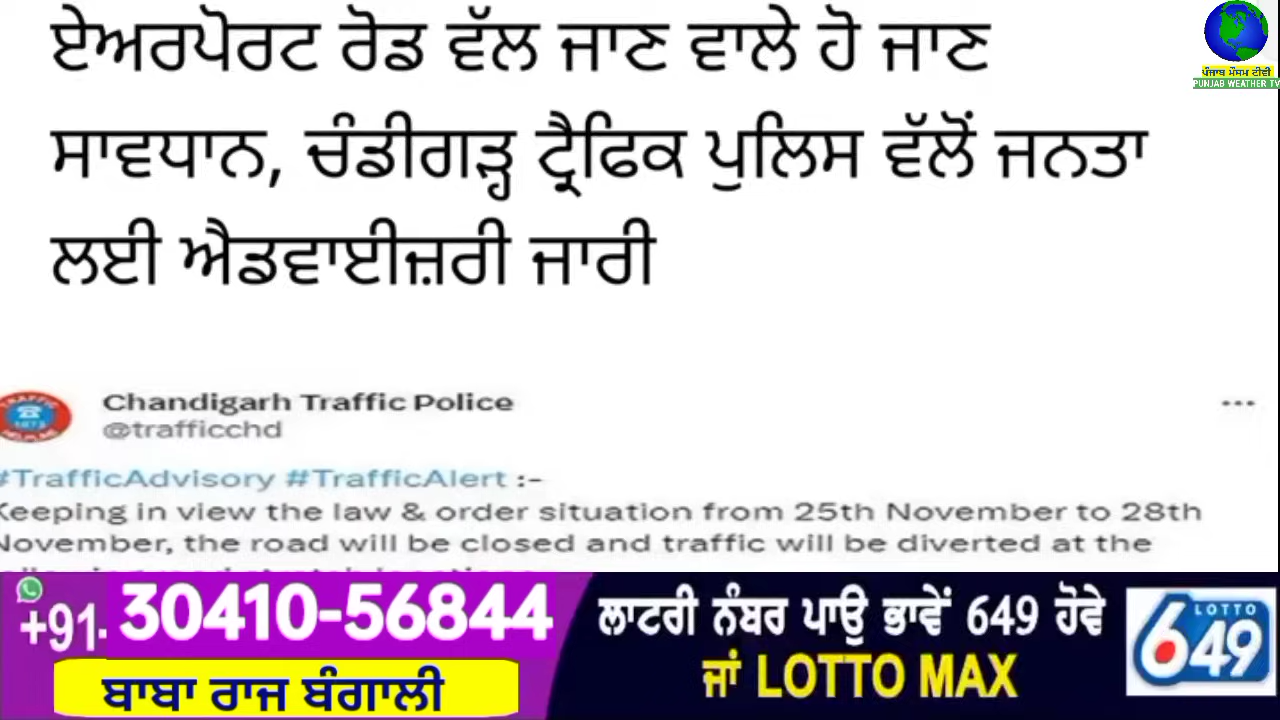 ਏਅਰਪੋਰਟ ਰੋਡ ਵੱਲ ਜਾਣ ਵਾਲੇ ਹੋ ਜਾਣ
ਸਾਵਧਾਨ, ਚੰਡੀਗੜ੍ਹ ਟ੍ਰੈਫਿਕ ਪੁਲਿਸ ਵੱਲੋਂ ਜਨਤਾ
ਲਈ ਐਡਵਾਈਜ਼ਰੀ ਜਾਰੀ
ਪੰਜਾਬ ਮੌਸਮ ਟੀਵੀ
PUNJAB WEATHER TV
Chandigarh Traffic Police
@trafficchd
#TrafficAdvisory #TrafficAlert :-
Keeping in view the law & order situation from 25th November to 28th
November, the road will be closed and traffic will be diverted at the
+91-30410-56844
ਬਾਬਾ ਰਾਜ ਬੰਗਾਲੀ
ਲਾਟਰੀ ਨੰਬਰ ਪਾਉ ਭਾਵੇਂ 649 ਹੋਵੇ
ਜਾਂ LOTTO MAX
LOTTO
649